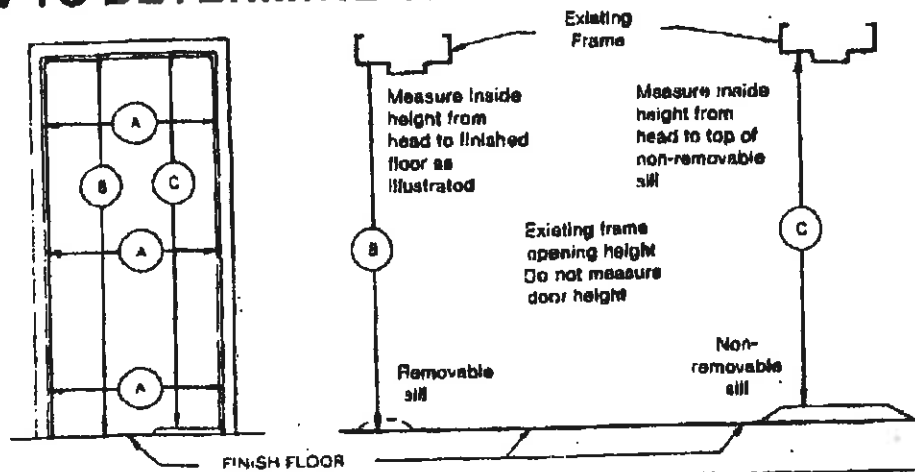 TO DETERMINE
Existing
Frame
Measure Inside
height from
head to finished
floor as
illustrated
Measure inside
height from
head to top of
non-removable
sill
A
B
C
A
A
B
C
Existing frame
opening height
Do not measure
door height
Removable
sill
Non-
removable
sill
FINISH FLOOR